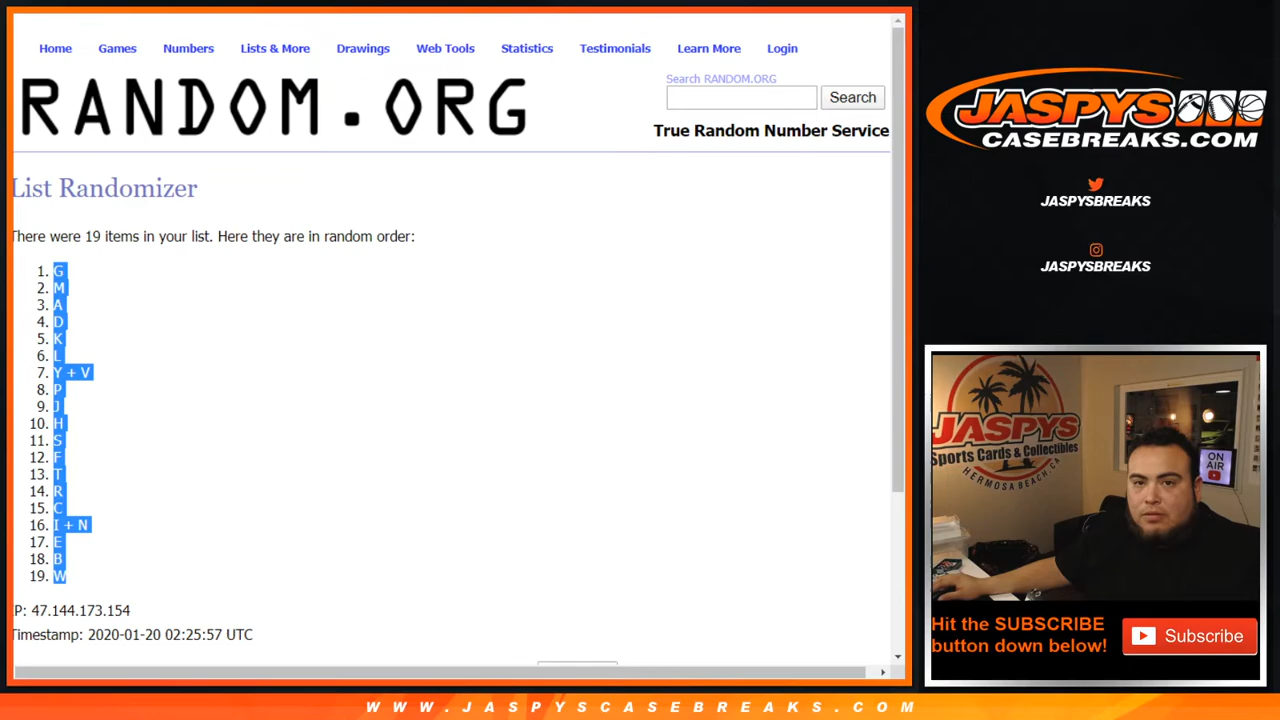 Home Games Numbers Lists & More Drawings Web Tools Statistics Testimonials Learn More Login
RANDOM.ORG
Search RANDOM.ORG
Search
True Random Number Service
List Randomizer
There were 19 items in your list. Here they are in random order:
1. G
2. M
3. A
4. D
5. K
6. L
7. Y + V
8. P
9. J
10. H
11. S
12. F
13. T
14. R
15. C
16. I + N
17. E
18. B
19. W
IP: 47.144.173.154
Timestamp: 2020-01-20 02:25:57 UTC
JASPYS
CASEBREAKS.COM
JASPYSBREAKS
JASPYSBREAKS
JASPYS
Sports Cards & Collectibles
HERMOSA BEACH, CA
ON
AIR
Hit the SUBSCRIBE
button down below!
Subscribe
WWW.JASPYSCASEBREAKS.COM